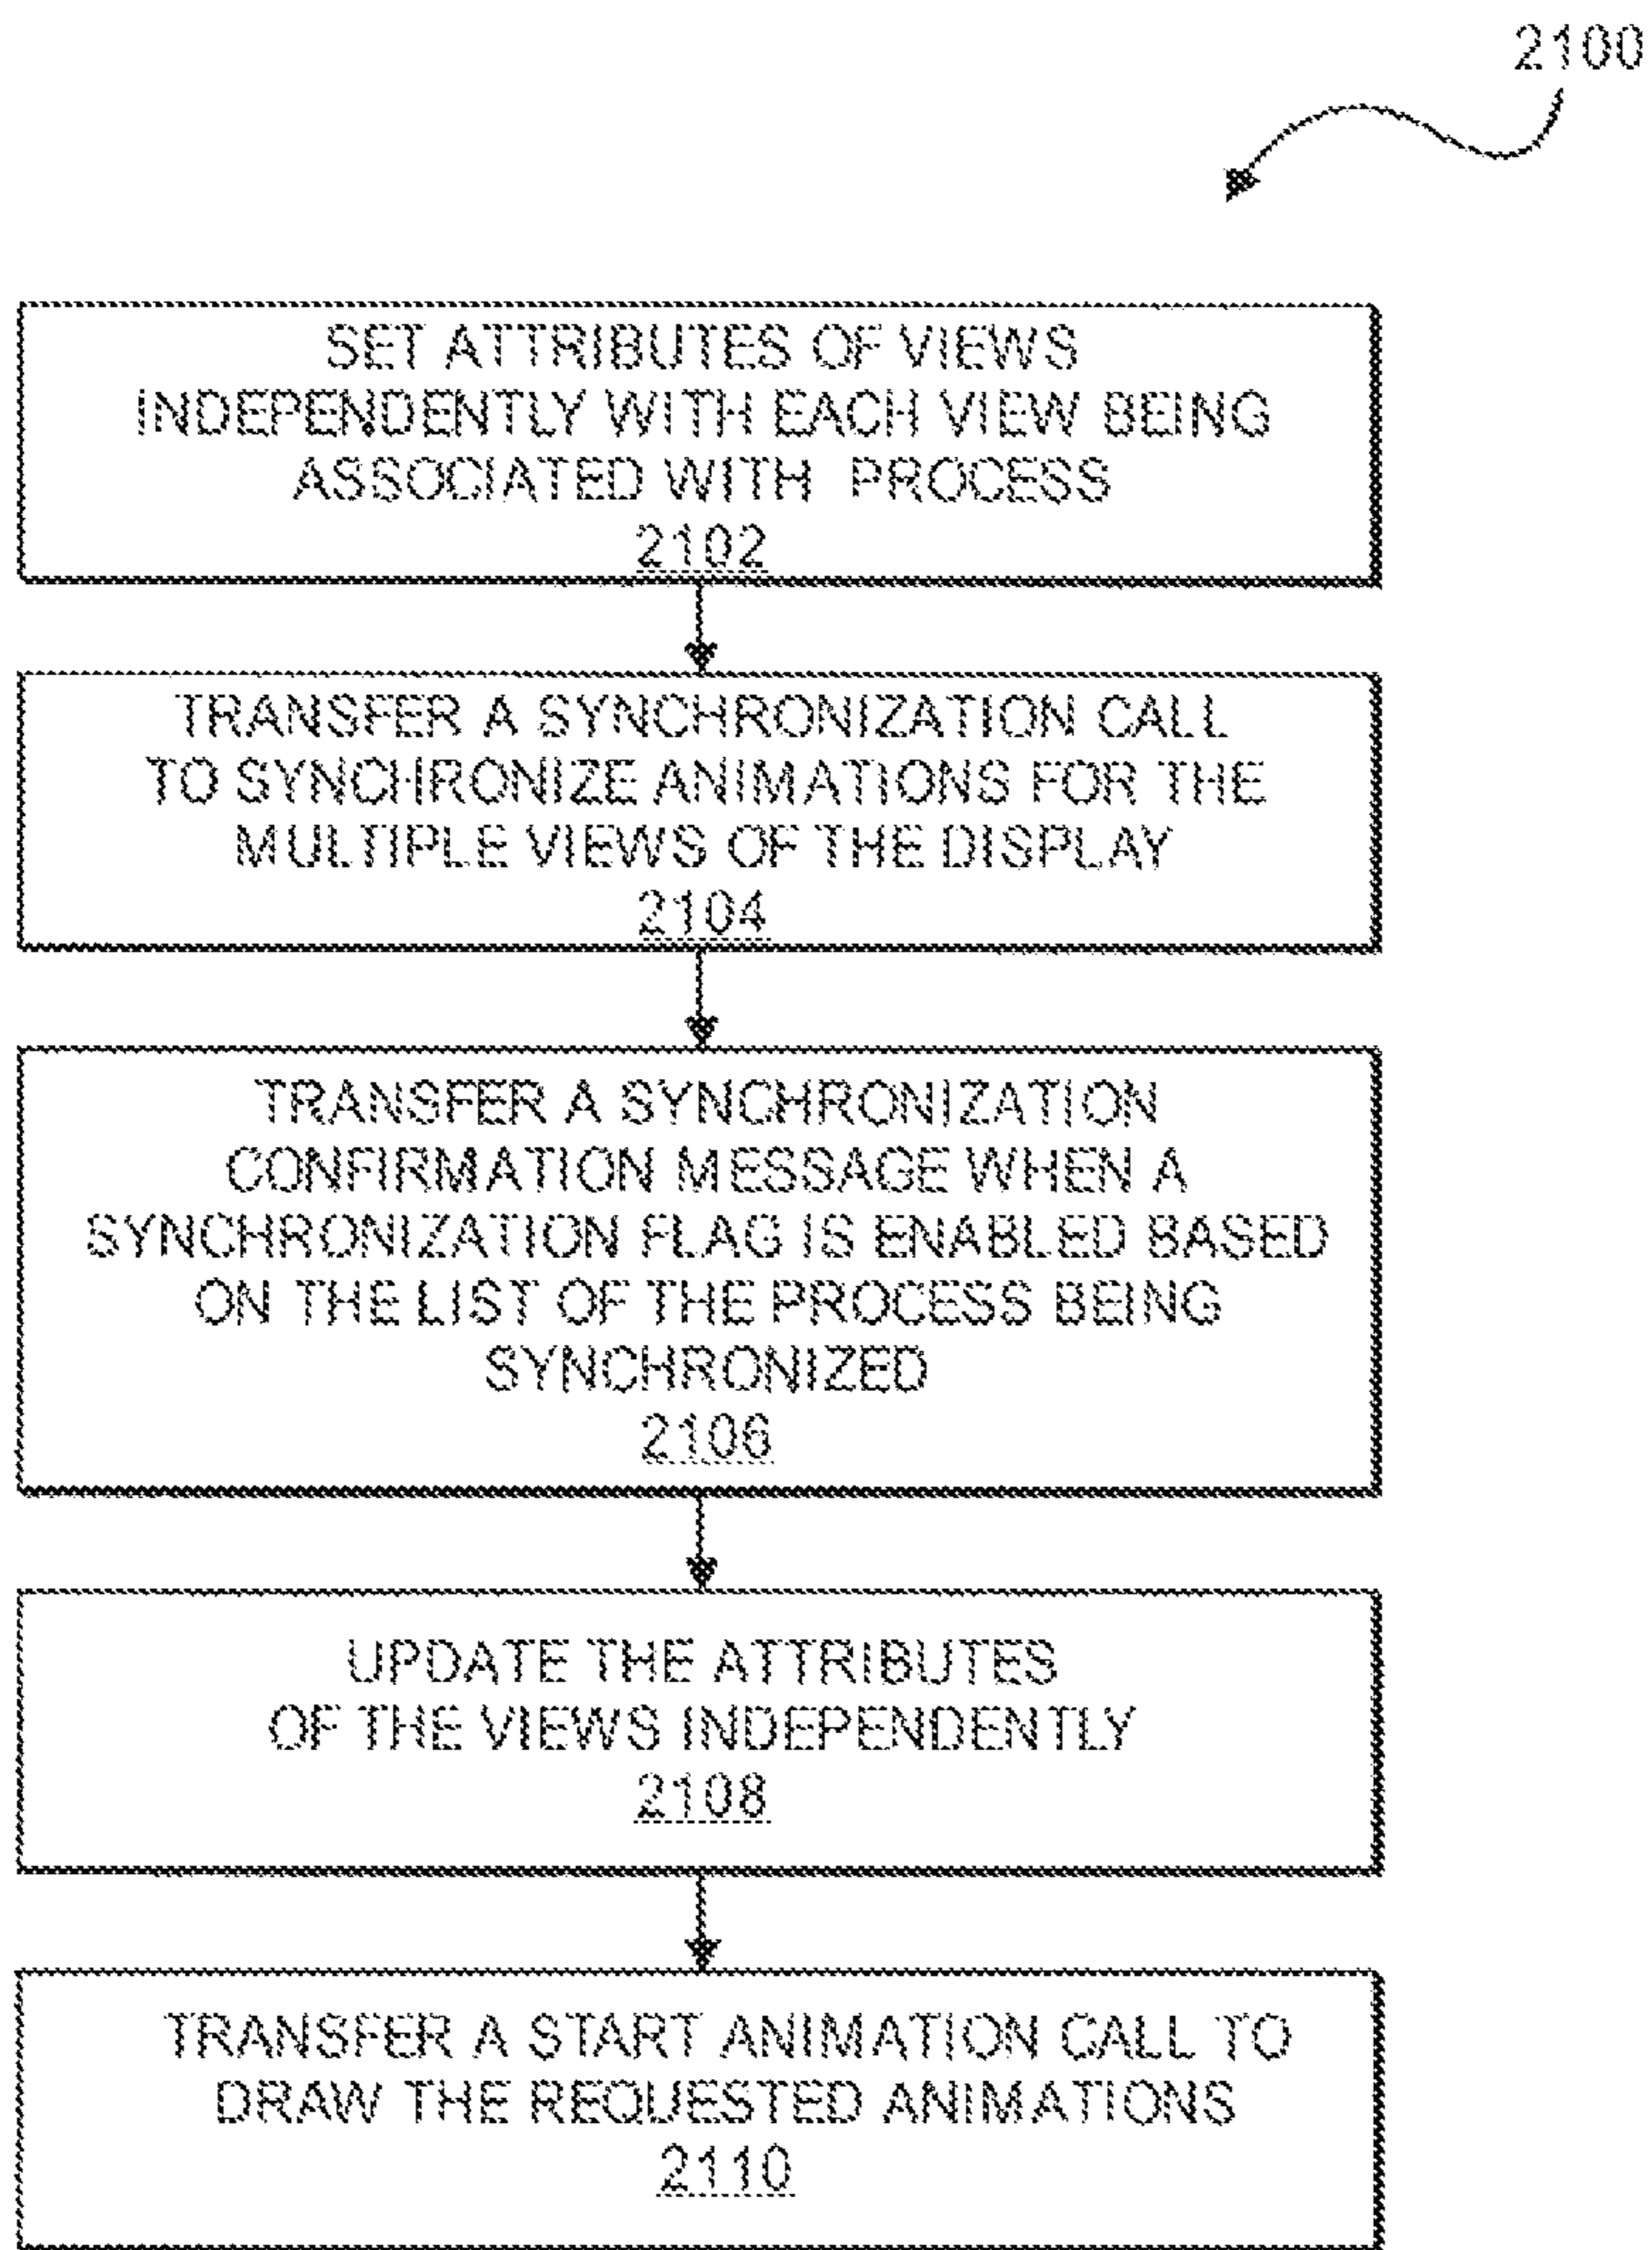 2100
SET ATTRIBUTES OF VIEWS
INDEPENDENTLY WITH EACH VIEW BEING
ASSOCIATED WITH PROCESS
2102
TRANSFER A SYNCHRONIZATION CALL
TO SYNCHRONIZE ANIMATIONS FOR THE
MULTIPLE VIEWS OF THE DISPLAY
2104
TRANSFER A SYNCHRONIZATION
CONFIRMATION MESSAGE WHEN A
SYNCHRONIZATION FLAG IS ENABLED BASED
ON THE LIST OF THE PROCESS BEING
SYNCHRONIZED
2106
UPDATE THE ATTRIBUTES
OF THE VIEWS INDEPENDENTLY
2108
TRANSFER A START ANIMATION CALL TO
DRAW THE REQUESTED ANIMATIONS
2110